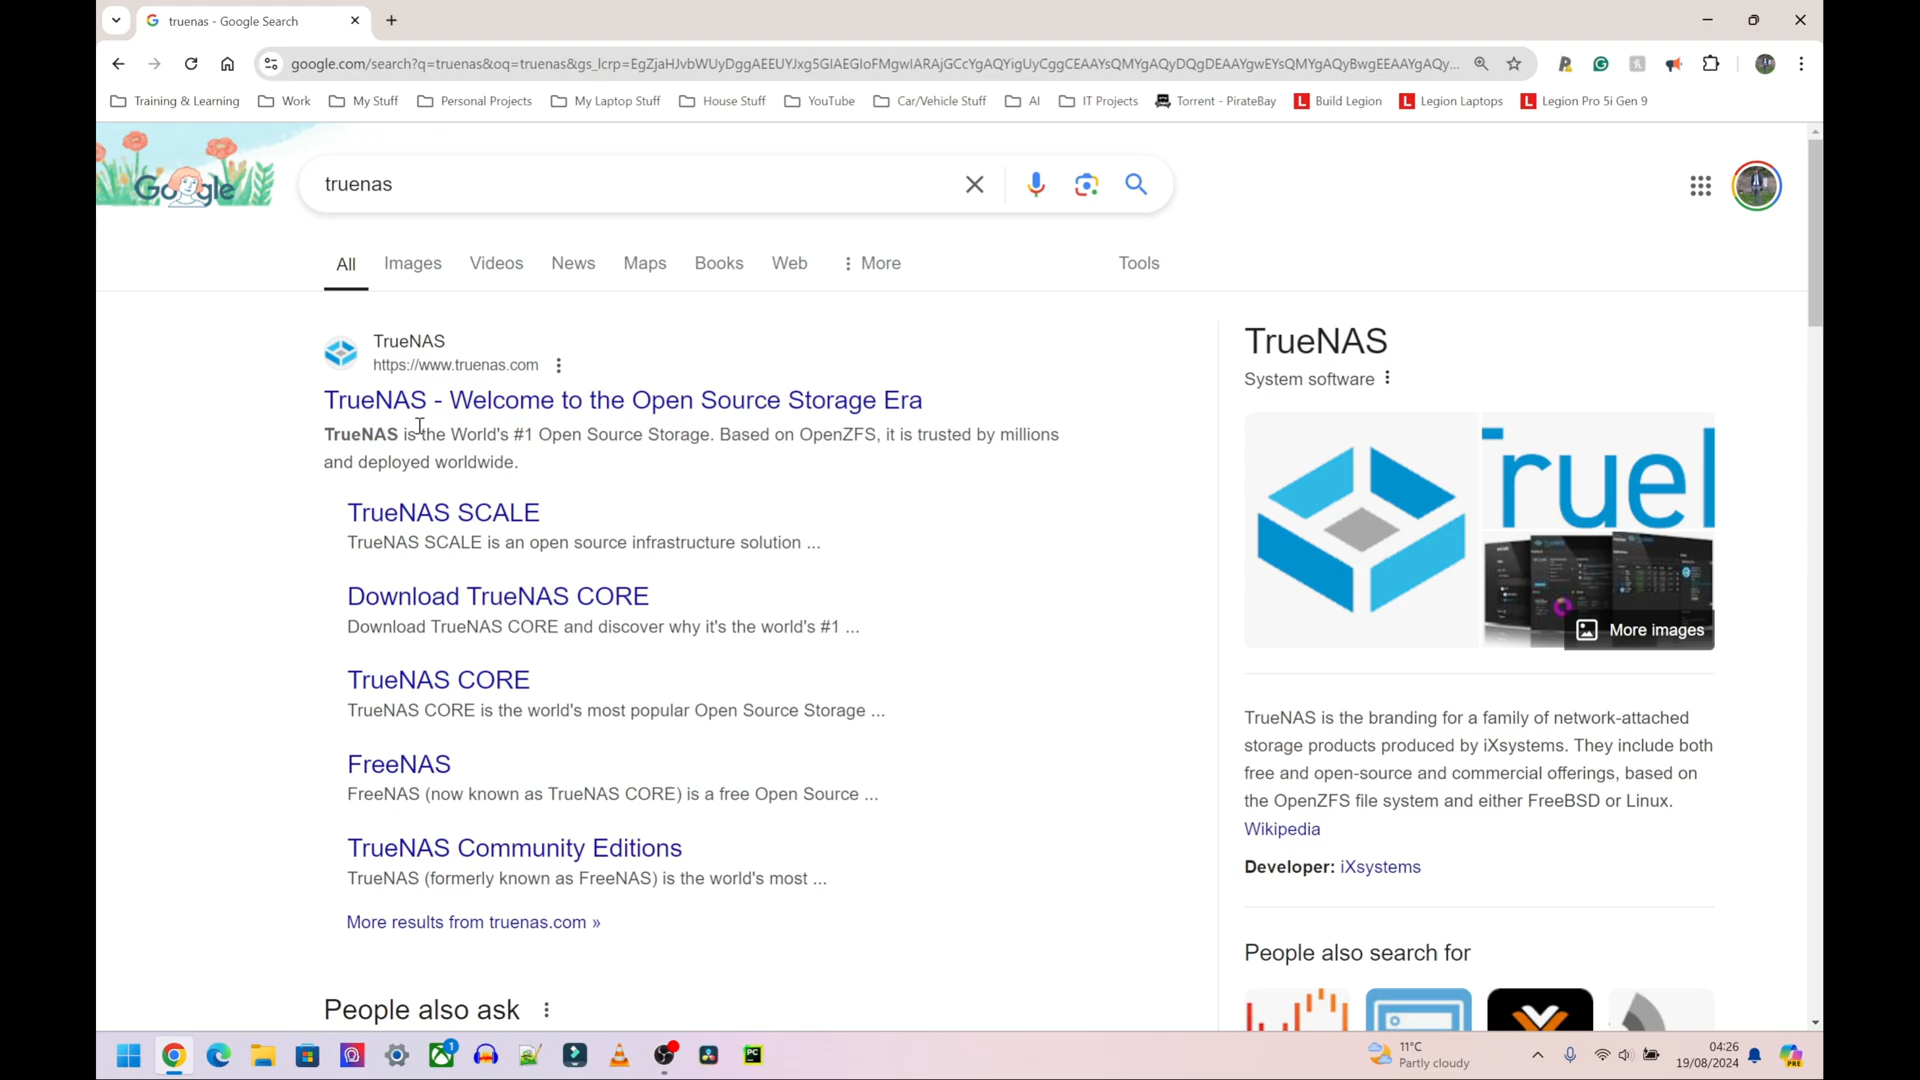 truenas - Google Search
google.com/search?q=truenas&oq=truenas&gs_lcrp=EgZjaHJvbWUyDggAEEUYJxg5GIAEGIoFMgwIARAjGCcYgAQYigUyCggCEAAYsQMYgAQyDQgDEAAYgwEYsQMYgAQyBwgEEAAYgAQy...
Training & Learning
Work
My Stuff
Personal Projects
My Laptop Stuff
House Stuff
YouTube
Car/Vehicle Stuff
AI
IT Projects
Torrent - PirateBay
Build Legion
Legion Laptops
Legion Pro 5i Gen 9
Google
truenas
All
Images
Videos
News
Maps
Books
Web
More
Tools
TrueNAS
https://www.truenas.com
TrueNAS - Welcome to the Open Source Storage Era
TrueNAS is the World's #1 Open Source Storage. Based on OpenZFS, it is trusted by millions
and deployed worldwide.
TrueNAS SCALE
TrueNAS SCALE is an open source infrastructure solution ...
Download TrueNAS CORE
Download TrueNAS CORE and discover why it's the world's #1 ...
TrueNAS CORE
TrueNAS CORE is the world's most popular Open Source Storage ...
FreeNAS
FreeNAS (now known as TrueNAS CORE) is a free Open Source ...
TrueNAS Community Editions
TrueNAS (formerly known as FreeNAS) is the world's most ...
More results from truenas.com »
People also ask
TrueNAS
System software
ruel
More images
TrueNAS is the branding for a family of network-attached
storage products produced by iXsystems. They include both
free and open-source and commercial offerings, based on
the OpenZFS file system and either FreeBSD or Linux.
Wikipedia
Developer: iXsystems
People also search for
1
PC
11°C
Partly cloudy
04:26
19/08/2024
PRE